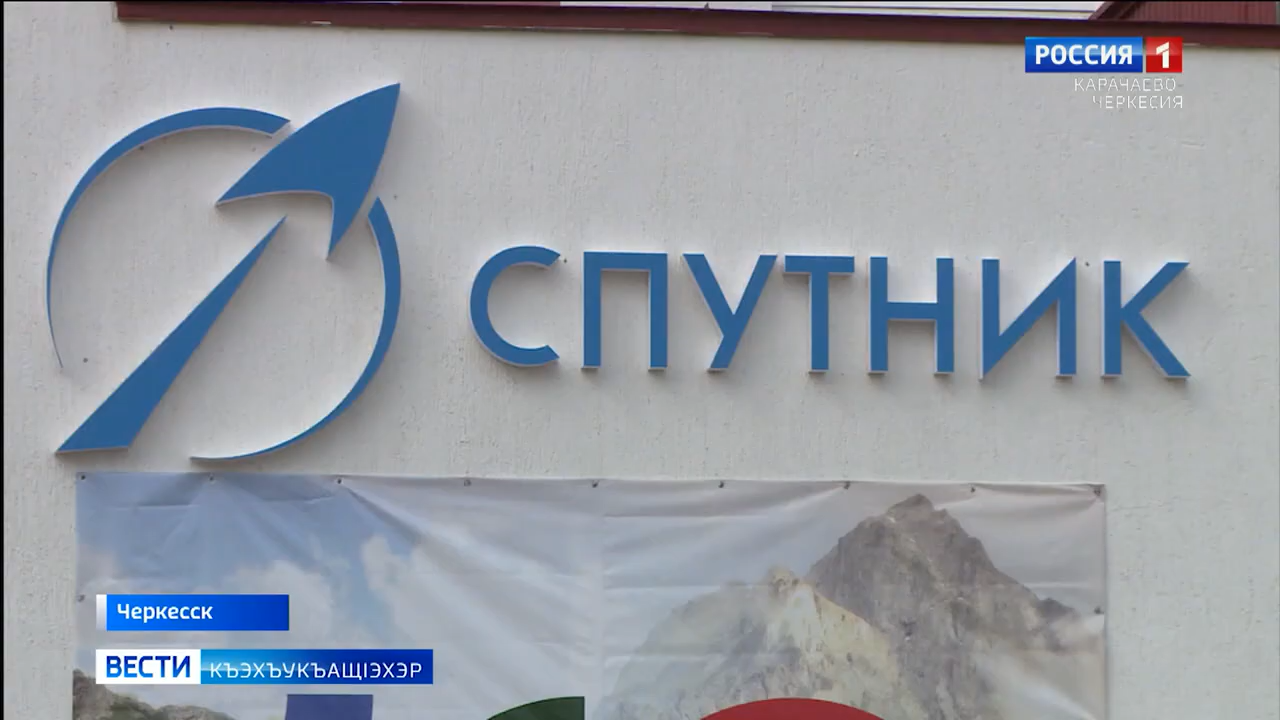 РОССИЯ 1
КАРАЧАЕВО
ЧЕРКЕСИЯ
СПУТНИК
Черкесск
ВЕСТИ КЪЭХЪУКЪАЩІЭХЭР